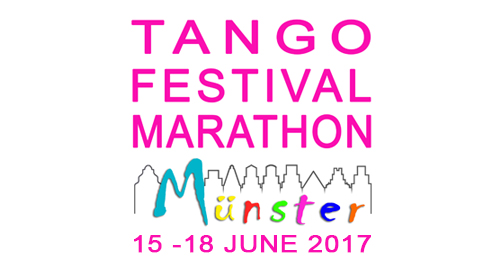 TANGO
FESTIVAL
MARATHON
Münster
15 -18 JUNE 2017